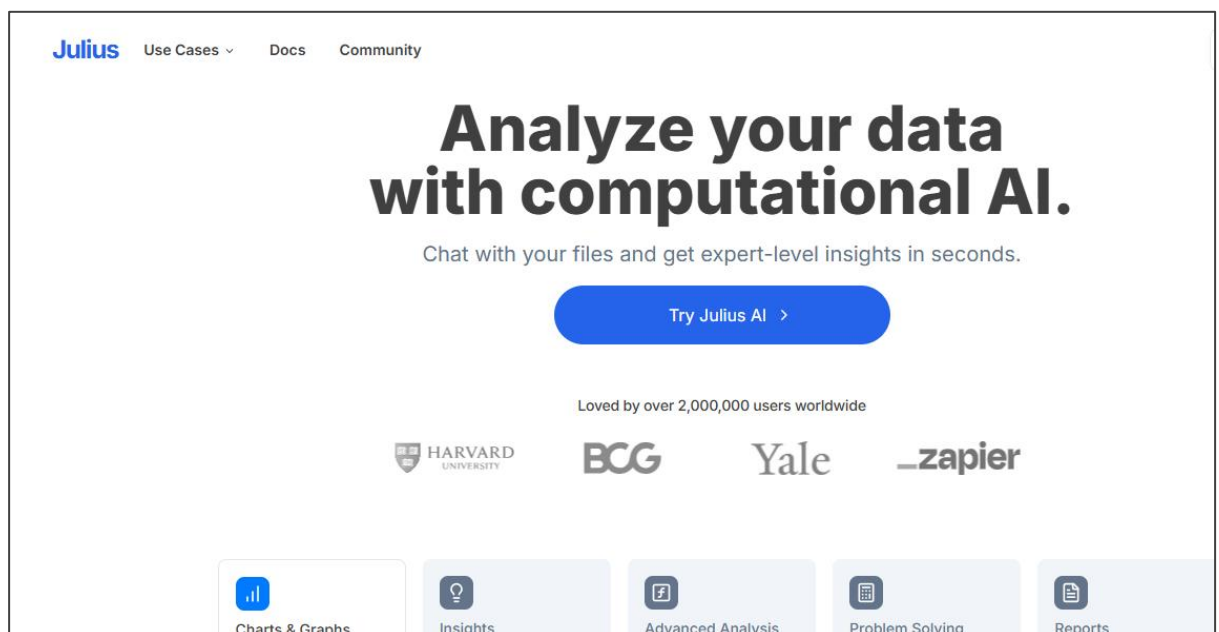 Julius Use Cases Docs Community
Analyze your data
with computational AI.
Chat with your files and get expert-level insights in seconds.
Try Julius AI >
Loved by over 2,000,000 users worldwide
HARVARD UNIVERSITY BCG Yale _zapier
Charts & Graphs Insights Advanced Analysis Problem Solving Reports